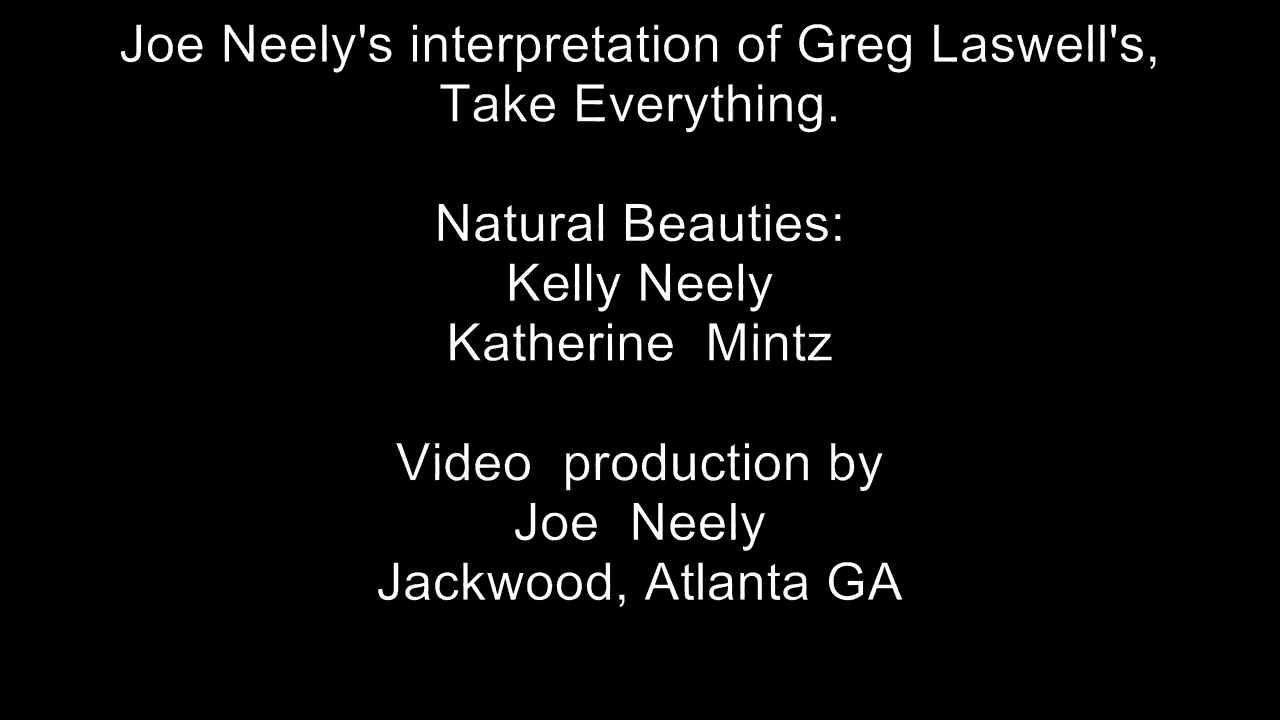 Joe Neely's interpretation of Greg Laswell's,
Take Everything.
Natural Beauties:
Kelly Neely
Katherine  Mintz
Video  production by
Joe  Neely
Jackwood, Atlanta GA